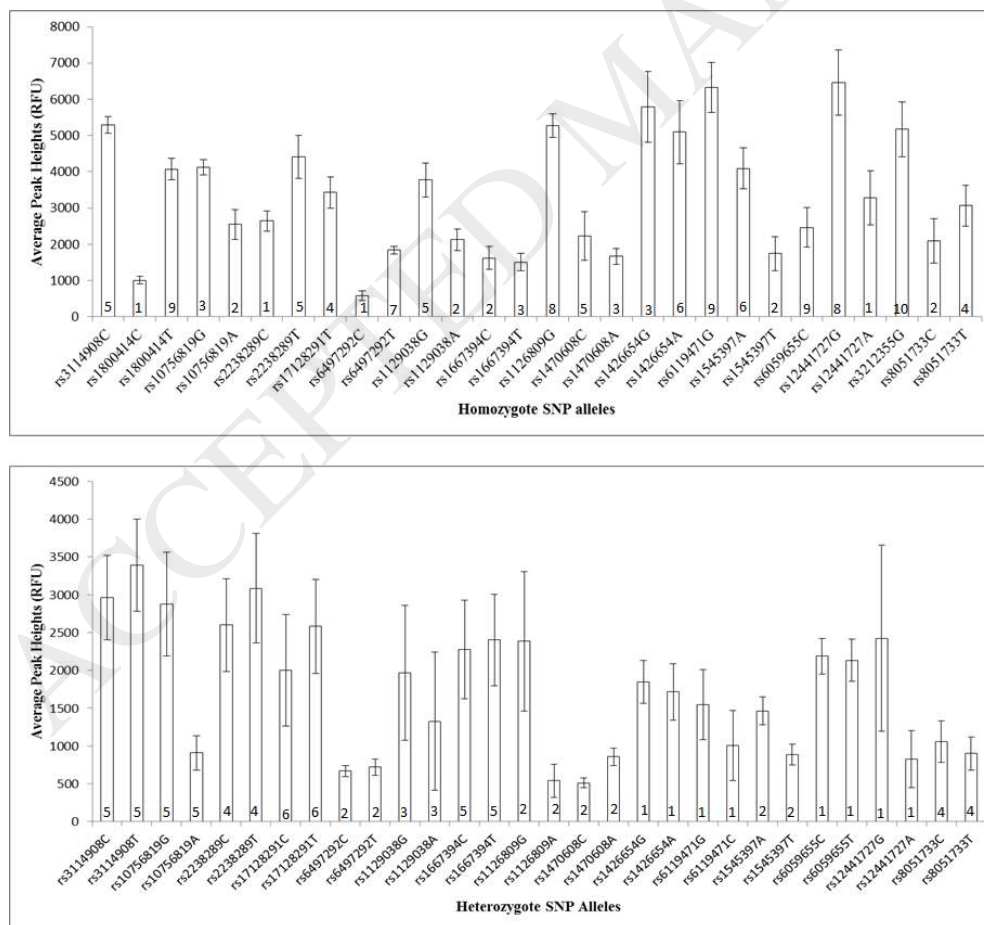 8000
7000
6000
5000
4000
3000
2000
1000
0
Average Peak Heights (RFU)
5 1 9 3 2 1 5 4 1 7 5 2 2 3 8 5 3 3 6 9 6 2 9 8 1 10 2 4
rs3114908C rs1800414C rs1800414T rs10756819G rs10756819A rs2238289C rs2238289T rs17128291T rs6497292C rs6497292T rs1129038G rs1129038A rs1667394C rs1667394T rs1126809G rs1470608C rs1470608A rs1426654G rs1426654A rs6119471G rs1545397A rs1545397T rs6059655C rs12441727G rs12441727A rs3212355G rs8051733C rs8051733T
Homozygote SNP alleles
4500
4000
3500
3000
2500
2000
1500
1000
500
0
Average Peak Heights (RFU)
5 5 5 5 4 4 6 6 2 2 3 3 5 5 2 2 2 2 1 1 1 1 2 2 1 1 1 1 4 4
rs3114908C rs3114908T rs10756819G rs10756819A rs2238289C rs2238289T rs17128291C rs17128291T rs6497292C rs6497292T rs1129038G rs1129038A rs1667394C rs1667394T rs1126809G rs1126809A rs1470608C rs1470608A rs1426654G rs1426654A rs6119471G rs6119471C rs1545397A rs1545397T rs6059655C rs6059655T rs12441727G rs12441727A rs8051733C rs8051733T
Heterozygote SNP Alleles
ACCEPTED MA